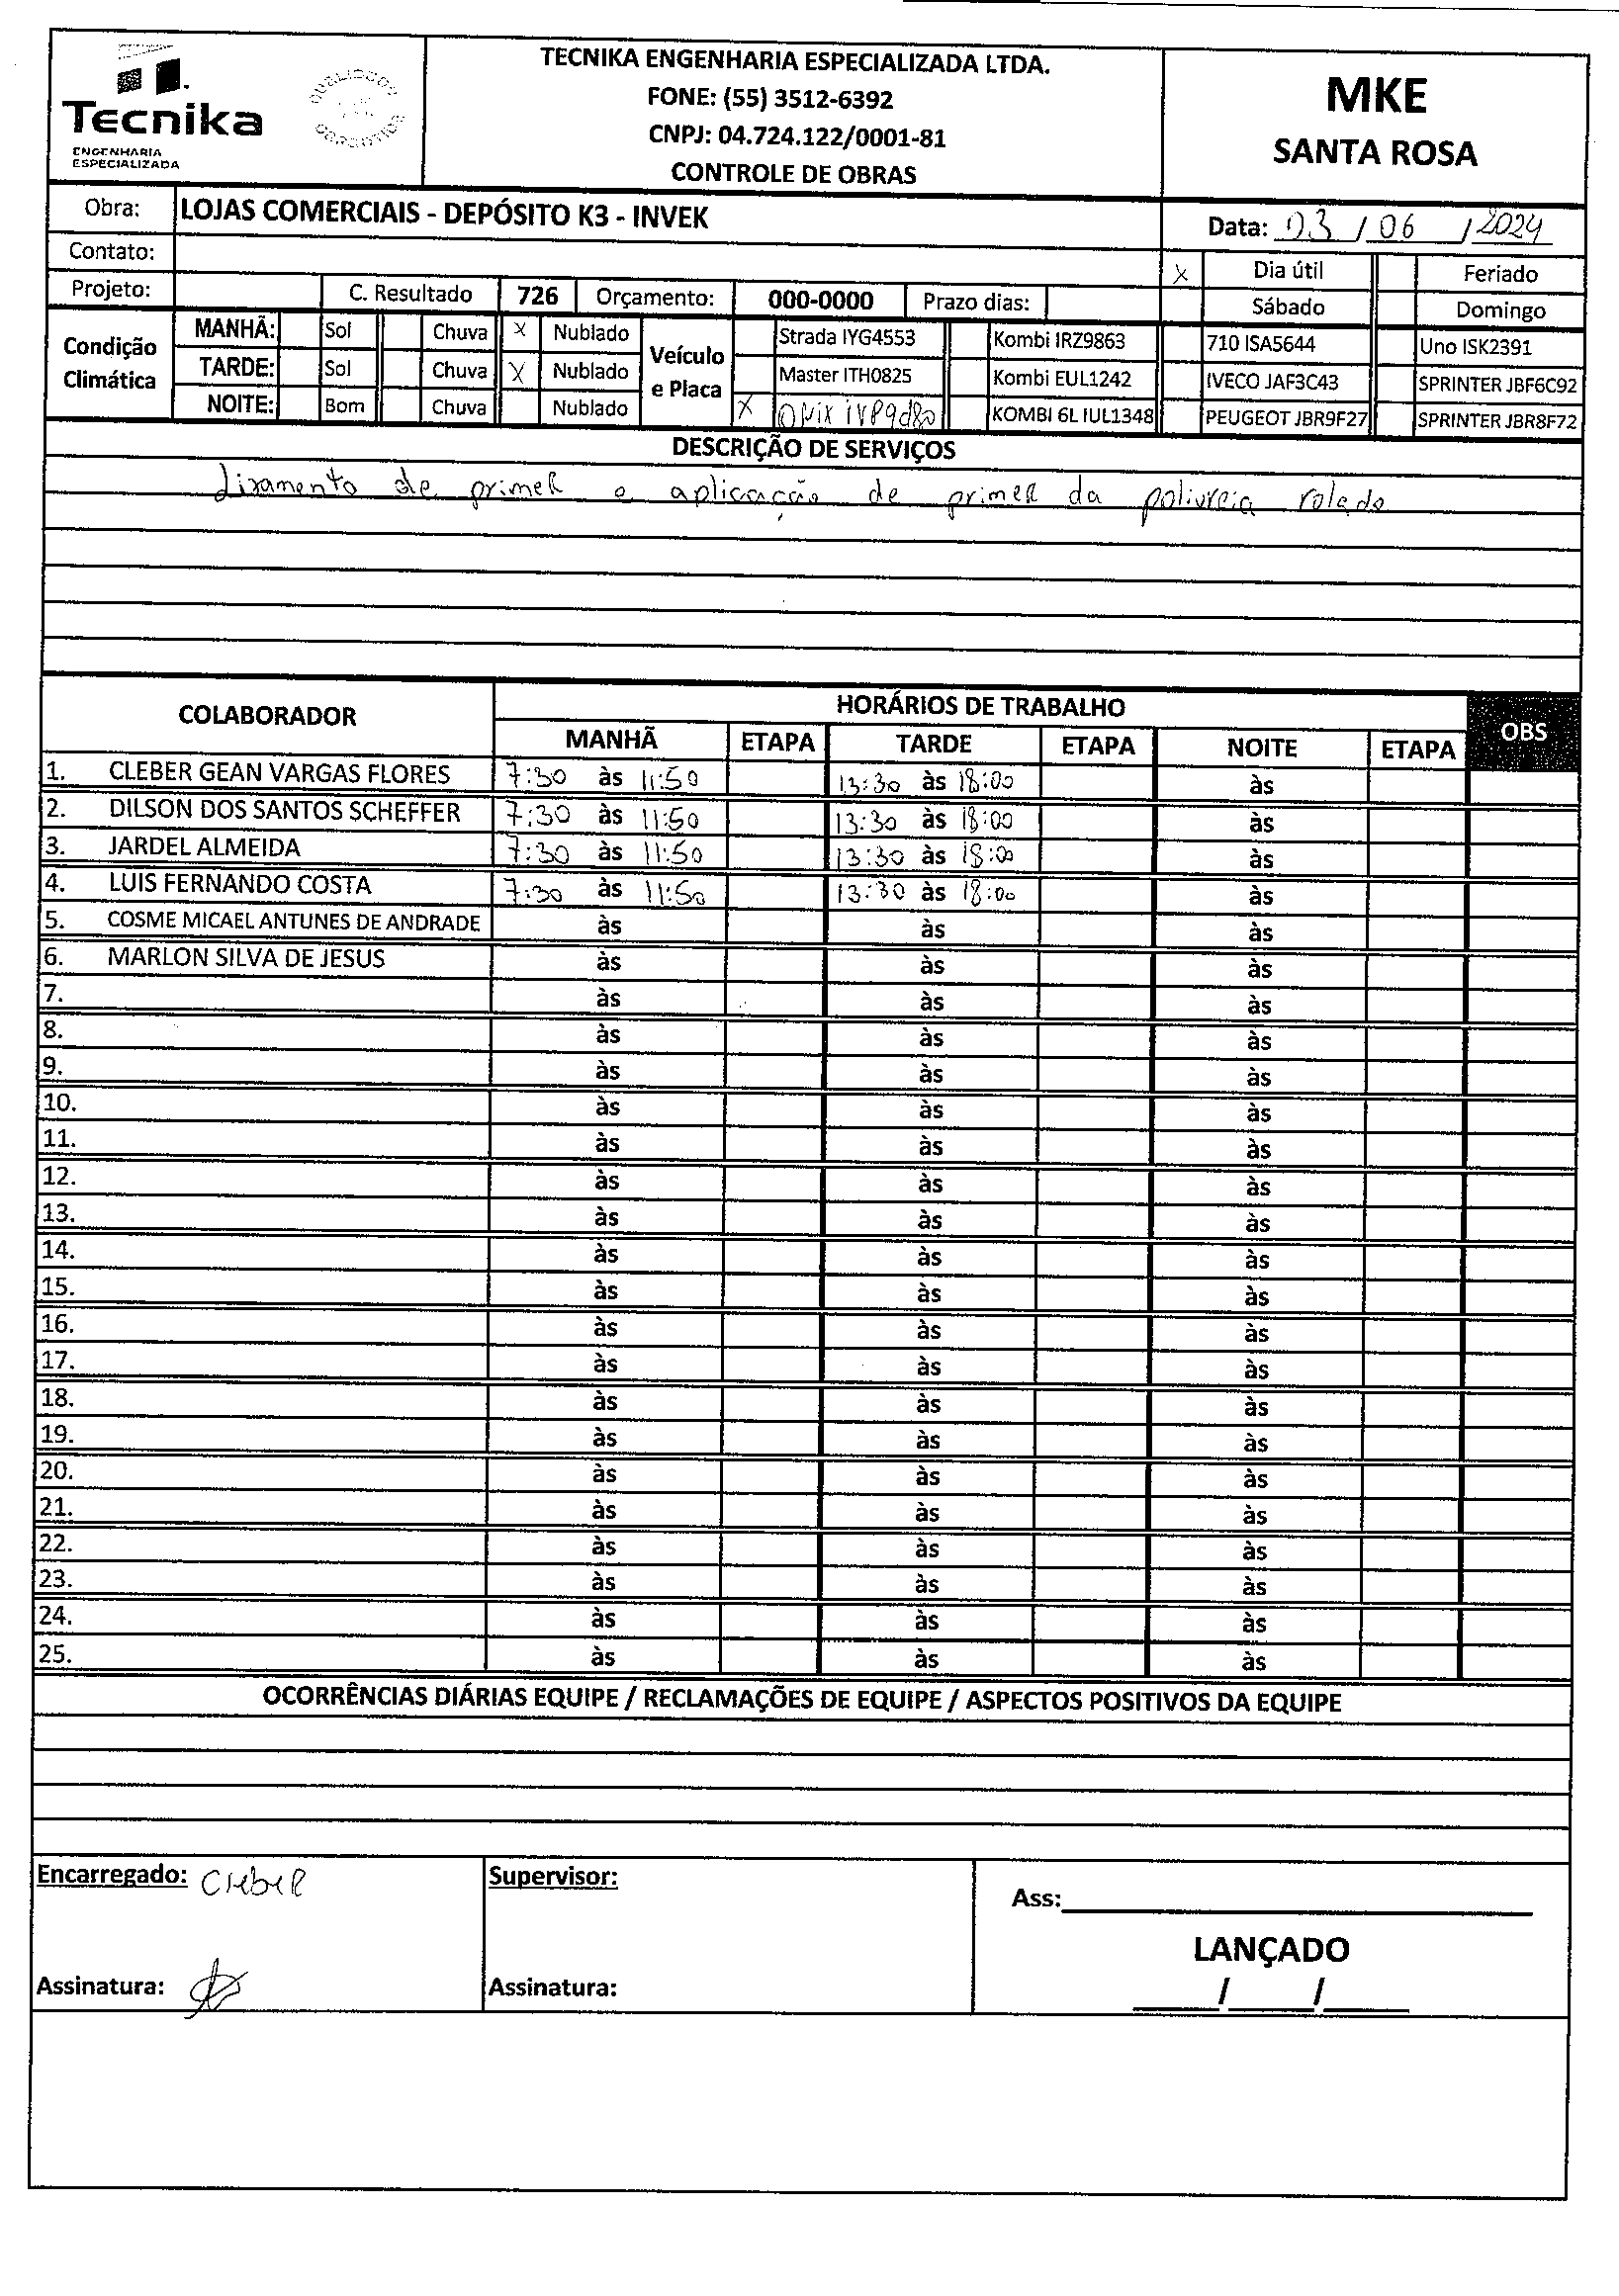 Tecnika
ENGENHARIA
ESPECIALIZADA
TECNIKA ENGENHARIA ESPECIALIZADA LTDA.
FONE: (55) 3512-6392
CNPJ: 04.724.122/0001-81
CONTROLE DE OBRAS
MKE
SANTA ROSA
Obra: LOJAS COMERCIAIS - DEPÓSITO K3 - INVEK
Data: 03 / 06 / 2024
Contato:
X Dia útil Feriado
Projeto: C. Resultado 726 Orçamento: 000-0000 Prazo dias:
Sábado Domingo
Condição Climática
MANHÃ: Sol Chuva X Nublado
TARDE: Sol Chuva X Nublado
NOITE: Bom Chuva Nublado
Veículo e Placa
Strada IYG4553 Kombi IRZ9863 710 ISA5644 Uno ISK2391
Master ITH0825 Kombi EUL1242 IVECO JAF3C43 SPRINTER JBF6C92
X Onix IVP9d80 KOMBI 6L IUL1348 PEUGEOT JBR9F27 SPRINTER JBR8F72
DESCRIÇÃO DE SERVIÇOS
Lixamento de primer e aplicação de primer da poliureia rolado
COLABORADOR HORÁRIOS DE TRABALHO OBS
MANHÃ ETAPA TARDE ETAPA NOITE ETAPA
1. CLEBER GEAN VARGAS FLORES 7:30 às 11:50 13:30 às 18:00 às
2. DILSON DOS SANTOS SCHEFFER 7:30 às 11:50 13:30 às 18:00 às
3. JARDEL ALMEIDA 7:30 às 11:50 13:30 às 18:00 às
4. LUIS FERNANDO COSTA 7:30 às 11:50 13:30 às 18:00 às
5. COSME MICAEL ANTUNES DE ANDRADE às às às
6. MARLON SILVA DE JESUS às às às
7. às às às
8. às às às
9. às às às
10. às às às
11. às às às
12. às às às
13. às às às
14. às às às
15. às às às
16. às às às
17. às às às
18. às às às
19. às às às
20. às às às
21. às às às
22. às às às
23. às às às
24. às às às
25. às às às
OCORRÊNCIAS DIÁRIAS EQUIPE / RECLAMAÇÕES DE EQUIPE / ASPECTOS POSITIVOS DA EQUIPE
Encarregado: Cleber
Supervisor:
Ass:
LANÇADO
Assinatura:
Assinatura:
/ /